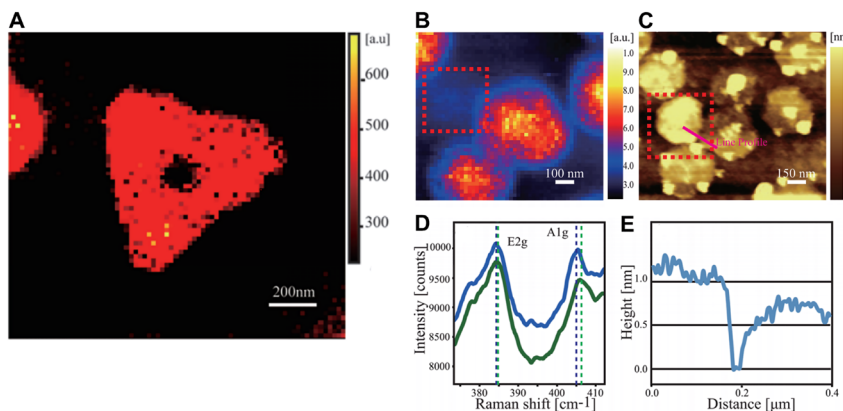 A
[a.u]
600
500
400
300
200nm
B
[a.u.]
1.0
9.0
8.0
7.0
6.0
5.0
4.0
3.0
100 nm
C
[nm
Line Profile
150 nm
D
E2g
A1g
10000
9500
9000
8500
8000
Intensity [counts]
380
390
400
410
Raman shift [cm-1]
E
1.0
0.5
0.0
Height [nm]
0.0
0.2
0.4
Distance [µm]